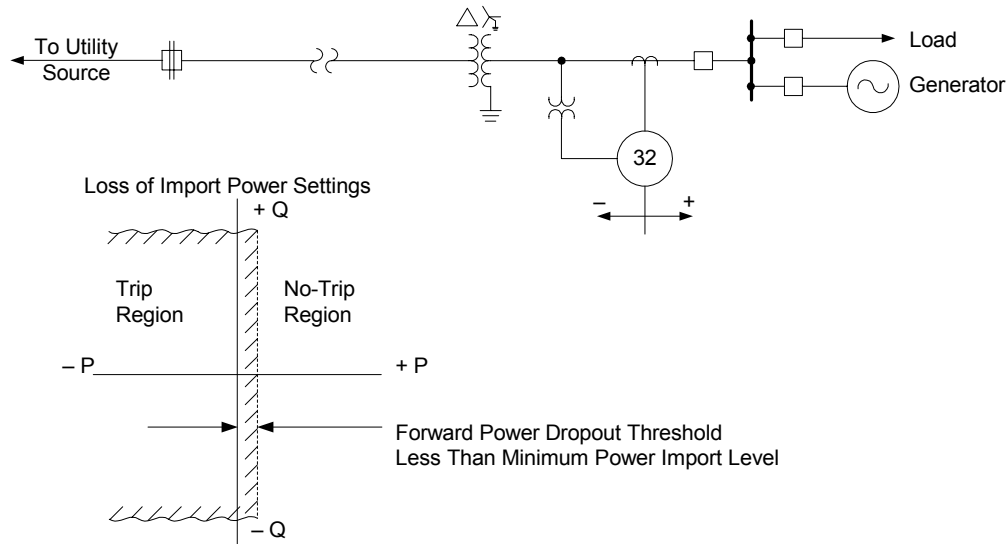 To Utility
Source
Load
Generator
32
– +
Loss of Import Power Settings
+ Q
Trip
Region
No-Trip
Region
– P
+ P
Forward Power Dropout Threshold
Less Than Minimum Power Import Level
– Q